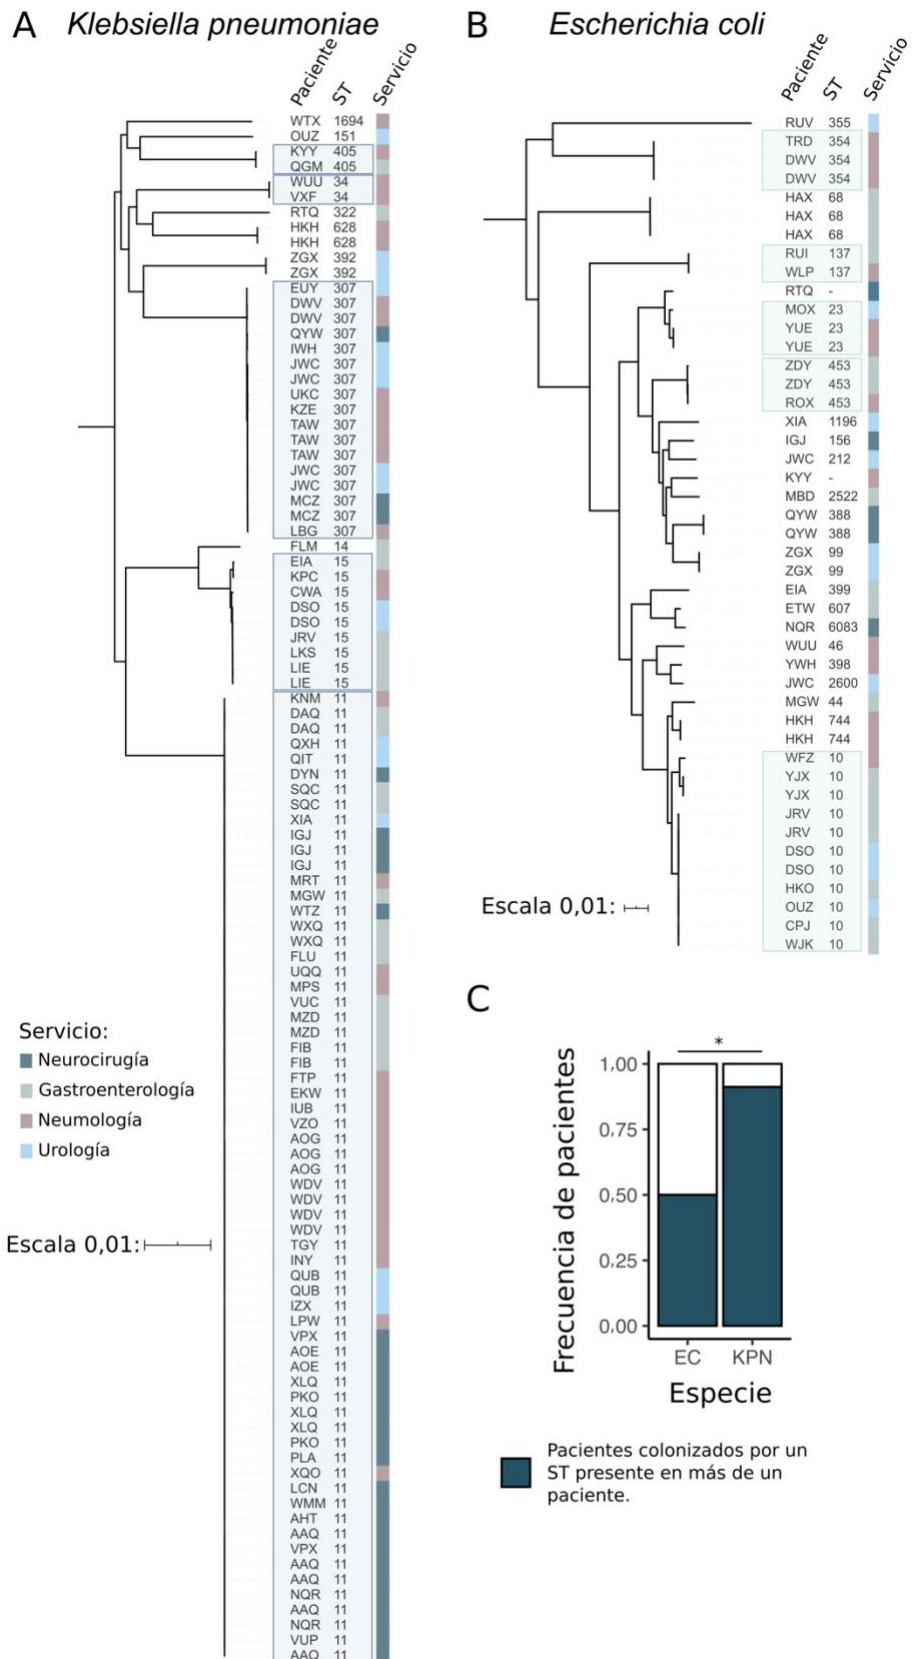 A Klebsiella pneumoniae
Paciente ST Servicio
WTX 1694
OUZ 151
KYY 405
QGM 405
WUU 34
VXF 34
RTQ 322
HKH 628
HKH 628
ZGX 392
ZGX 392
EUY 307
DWV 307
DWV 307
QYW 307
IWH 307
JWC 307
JWC 307
UKC 307
KZE 307
TAW 307
TAW 307
TAW 307
JWC 307
JWC 307
MCZ 307
MCZ 307
LBG 307
FLM 14
EIA 15
KPC 15
CWA 15
DSO 15
DSO 15
JRV 15
LKS 15
LIE 15
LIE 15
KNM 11
DAQ 11
DAQ 11
QXH 11
QIT 11
DYN 11
SQC 11
SQC 11
XIA 11
IGJ 11
IGJ 11
IGJ 11
MRT 11
MGW 11
WTZ 11
WXQ 11
WXQ 11
FLU 11
UQQ 11
MPS 11
VUC 11
MZD 11
MZD 11
FIB 11
FIB 11
FTP 11
EKW 11
IUB 11
VZO 11
AOG 11
AOG 11
AOG 11
WDV 11
WDV 11
WDV 11
WDV 11
TGY 11
INY 11
QUB 11
QUB 11
IZX 11
LPW 11
VPX 11
AOE 11
AOE 11
XLQ 11
PKO 11
XLQ 11
XLQ 11
PKO 11
PLA 11
XQO 11
LCN 11
WMM 11
AHT 11
AAQ 11
VPX 11
AAQ 11
AAQ 11
NQR 11
AAQ 11
NQR 11
VUP 11
AAQ 11
Servicio:
Neurocirugía
Gastroenterología
Neumología
Urología
Escala 0,01:
B Escherichia coli
Paciente ST Servicio
RUV 355
TRD 354
DWV 354
DWV 354
HAX 68
HAX 68
HAX 68
RUI 137
WLP 137
RTQ -
MOX 23
YUE 23
YUE 23
ZDY 453
ZDY 453
ROX 453
XIA 1196
IGJ 156
JWC 212
KYY -
MBD 2522
QYW 388
QYW 388
ZGX 99
ZGX 99
EIA 399
ETW 607
NQR 6083
WUU 46
YWH 398
JWC 2600
MGW 44
HKH 744
HKH 744
WFZ 10
YJX 10
YJX 10
JRV 10
JRV 10
DSO 10
DSO 10
HKO 10
OUZ 10
CPJ 10
WJK 10
Escala 0,01:
C
*
Frecuencia de pacientes
1,00
0,75
0,50
0,25
0,00
EC KPN
Especie
Pacientes colonizados por un
ST presente en más de un
paciente.